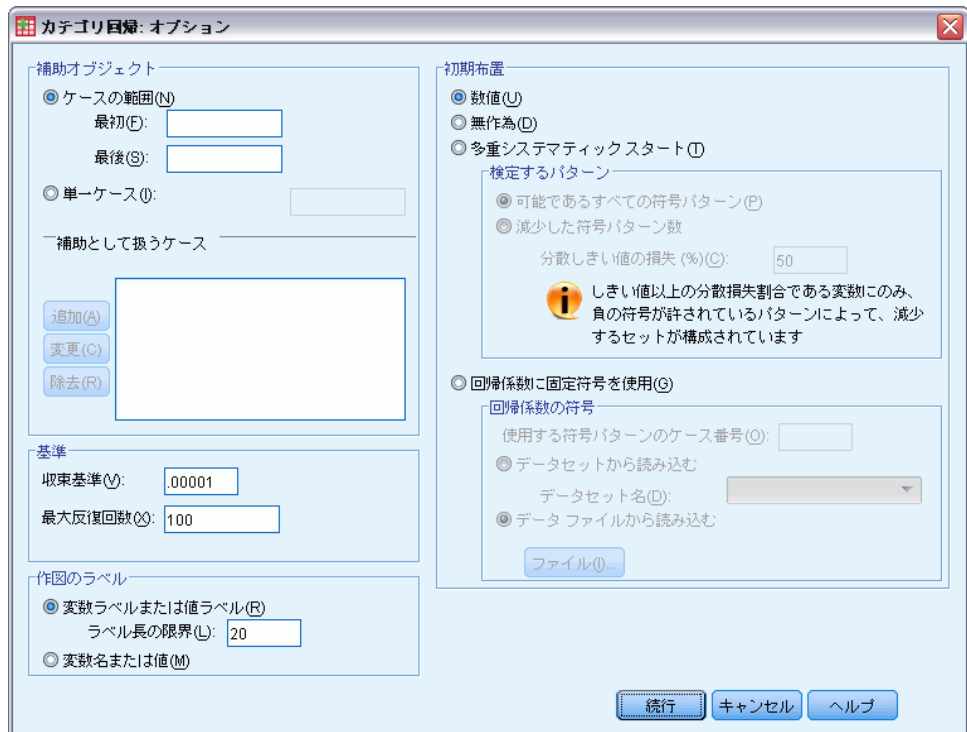 カテゴリ回帰: オプション
補助オブジェクト
ケースの範囲(N)
最初(F):
最後(S):
単一ケース(I):
補助として扱うケース
追加(A)
変更(C)
除去(R)
基準
収束基準(V): .00001
最大反復回数(X): 100
作図のラベル
変数ラベルまたは値ラベル(R)
ラベル長の限界(L): 20
変数名または値(M)
初期布置
数値(U)
無作為(D)
多重システマティック スタート(T)
検定するパターン
可能であるすべての符号パターン(P)
減少した符号パターン数
分散しきい値の損失 (%)(C): 50
しきい値以上の分散損失割合である変数にのみ、
負の符号が許されているパターンによって、減少
するセットが構成されています
回帰係数に固定符号を使用(G)
回帰係数の符号
使用する符号パターンのケース番号(O):
データセットから読み込む
データセット名(D):
データ ファイルから読み込む
ファイル(I)...
続行 キャンセル ヘルプ